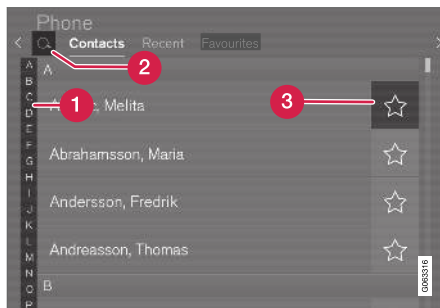 Phone
Contacts Recent Favourites
2
A
A
B
C
D
E
F
G
H
I
J
K
L
M
N
O
P
1
Melita
3
Abrahamsson, Maria
Andersson, Fredrik
Andreasson, Thomas
B
G063316